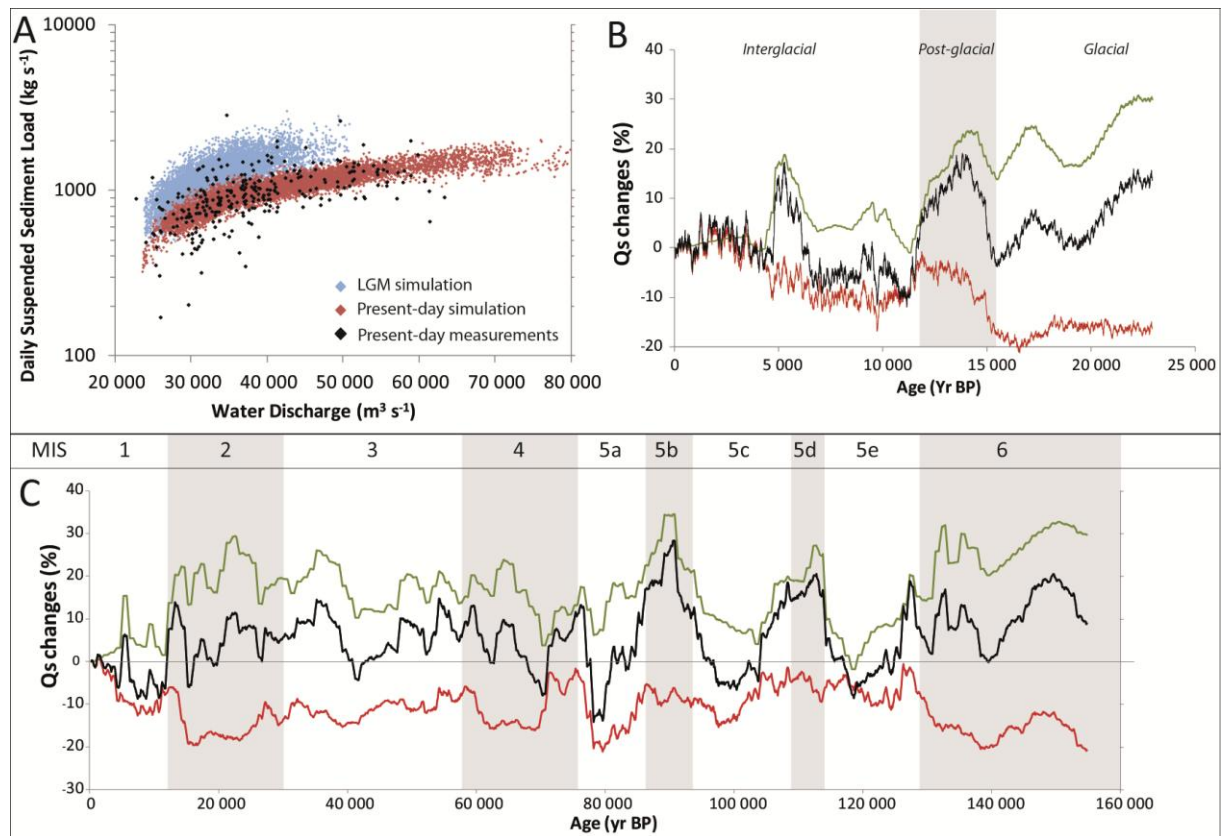 A
Daily Suspended Sediment Load (kg s⁻¹)
10000
1000
100
LGM simulation
Present-day simulation
Present-day measurements
20 000 30 000 40 000 50 000 60 000 70 000 80 000
Water Discharge (m³ s⁻¹)
B
Interglacial Post-glacial Glacial
Qs changes (%)
40
30
20
10
0
-10
-20
0 5 000 10 000 15 000 20 000 25 000
Age (Yr BP)
MIS 1 2 3 4 5a 5b 5c 5d 5e 6
C
Qs changes (%)
40
30
20
10
0
-10
-20
-30
0 20 000 40 000 60 000 80 000 100 000 120 000 140 000 160 000
Age (yr BP)